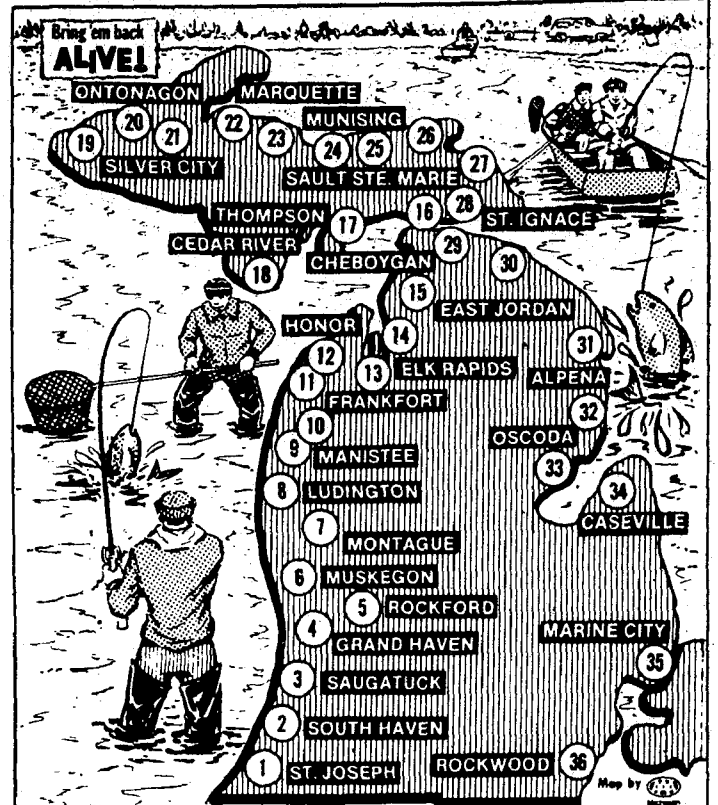 Bring 'em back
ALIVE!
ONTONAGON
MARQUETTE
MUNISING
19
20
21
22
23
24
25
26
27
SILVER CITY
SAULT STE. MARIE
28
THOMPSON
17
16
ST. IGNACE
CEDAR RIVER
18
CHEBOYGAN
29
30
15
EAST JORDAN
HONOR
12
14
31
11
13
ELK RAPIDS
ALPENA
FRANKFORT
10
32
OSCODA
9
MANISTEE
33
8
LUDINGTON
34
CASEVILLE
7
MONTAGUE
6
MUSKEGON
5
ROCKFORD
4
GRAND HAVEN
MARINE CITY
35
3
SAUGATUCK
2
SOUTH HAVEN
1
ST. JOSEPH
ROCKWOOD
36
Map by